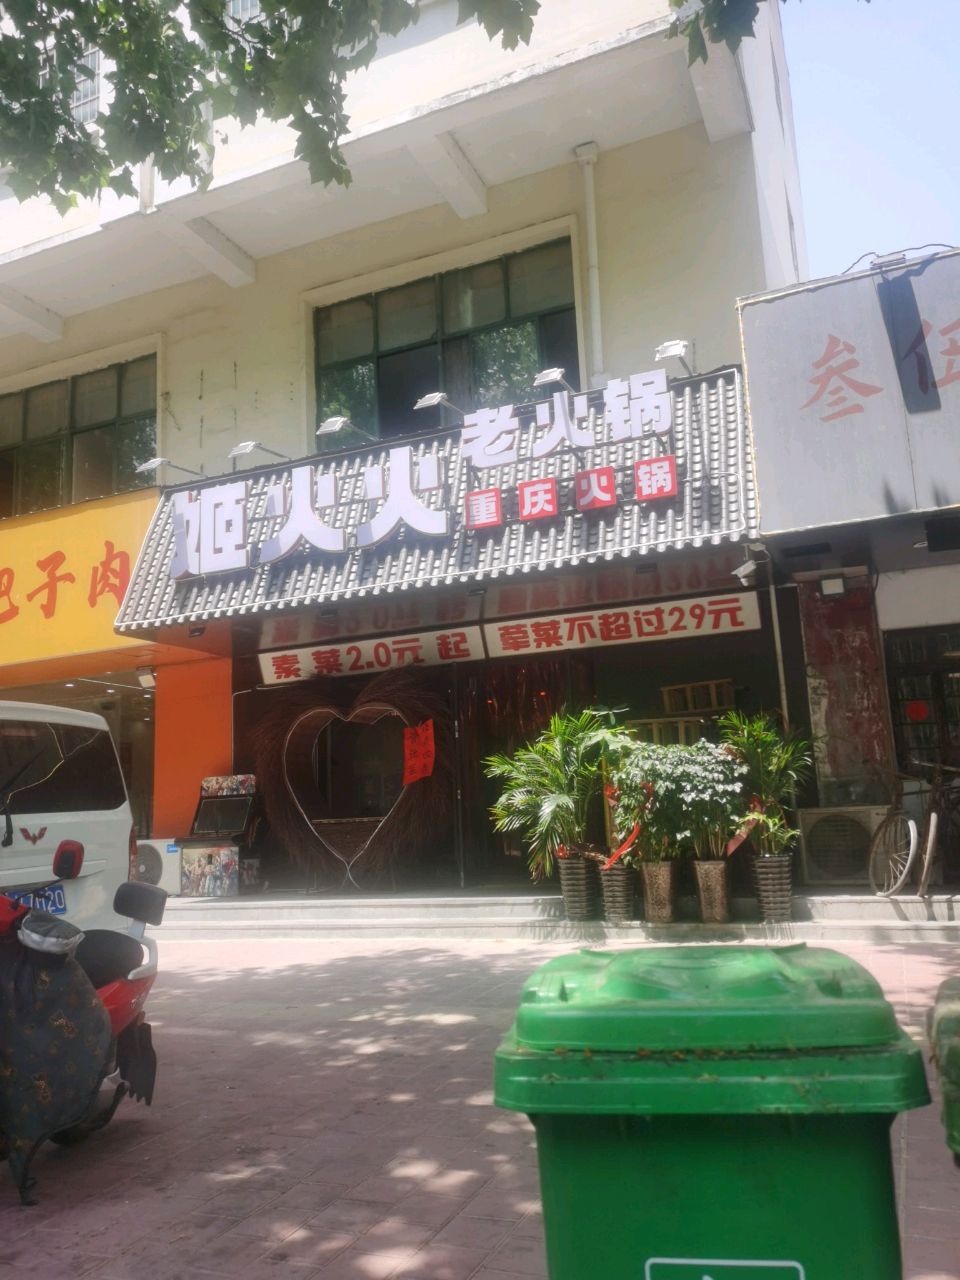 姬火火
老火锅
重庆火锅
素菜2.0元起
荤菜不超过29元
子肉
叁伍